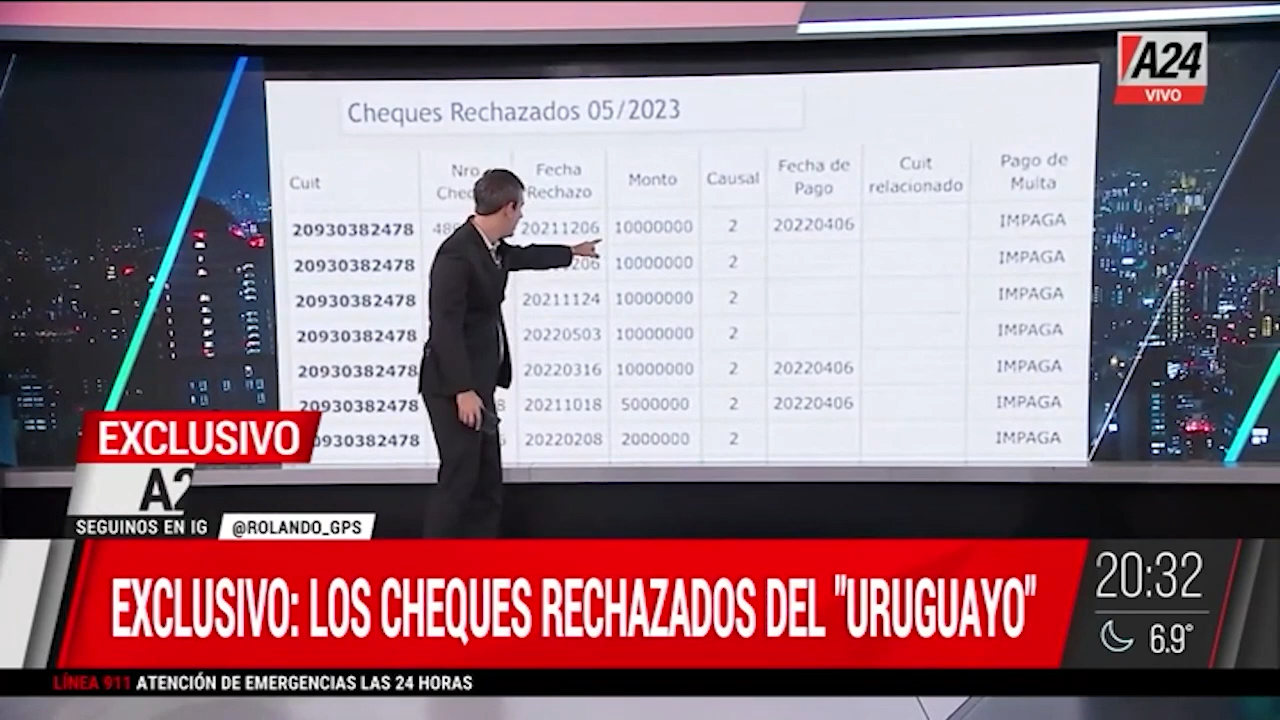 A24
VIVO
Cheques Rechazados 05/2023
Cuit Nro Fecha Rechazo Monto Causal Fecha de Pago Cuit relacionado Pago de Multa
20930382478 20211206 10000000 2 20220406 IMPAGA
20930382478 10000000 2 IMPAGA
20930382478 20211124 10000000 2 IMPAGA
20930382478 20220503 10000000 2 IMPAGA
20930382478 20220316 10000000 2 20220406 IMPAGA
20930382478 20211018 5000000 2 20220406 IMPAGA
20930382478 20220208 2000000 2 IMPAGA
EXCLUSIVO
A2
SEGUINOS EN IG @ROLANDO_GPS
EXCLUSIVO: LOS CHEQUES RECHAZADOS DEL "URUGUAYO"
20:32
6.9°
LÍNEA 911 ATENCIÓN DE EMERGENCIAS LAS 24 HORAS